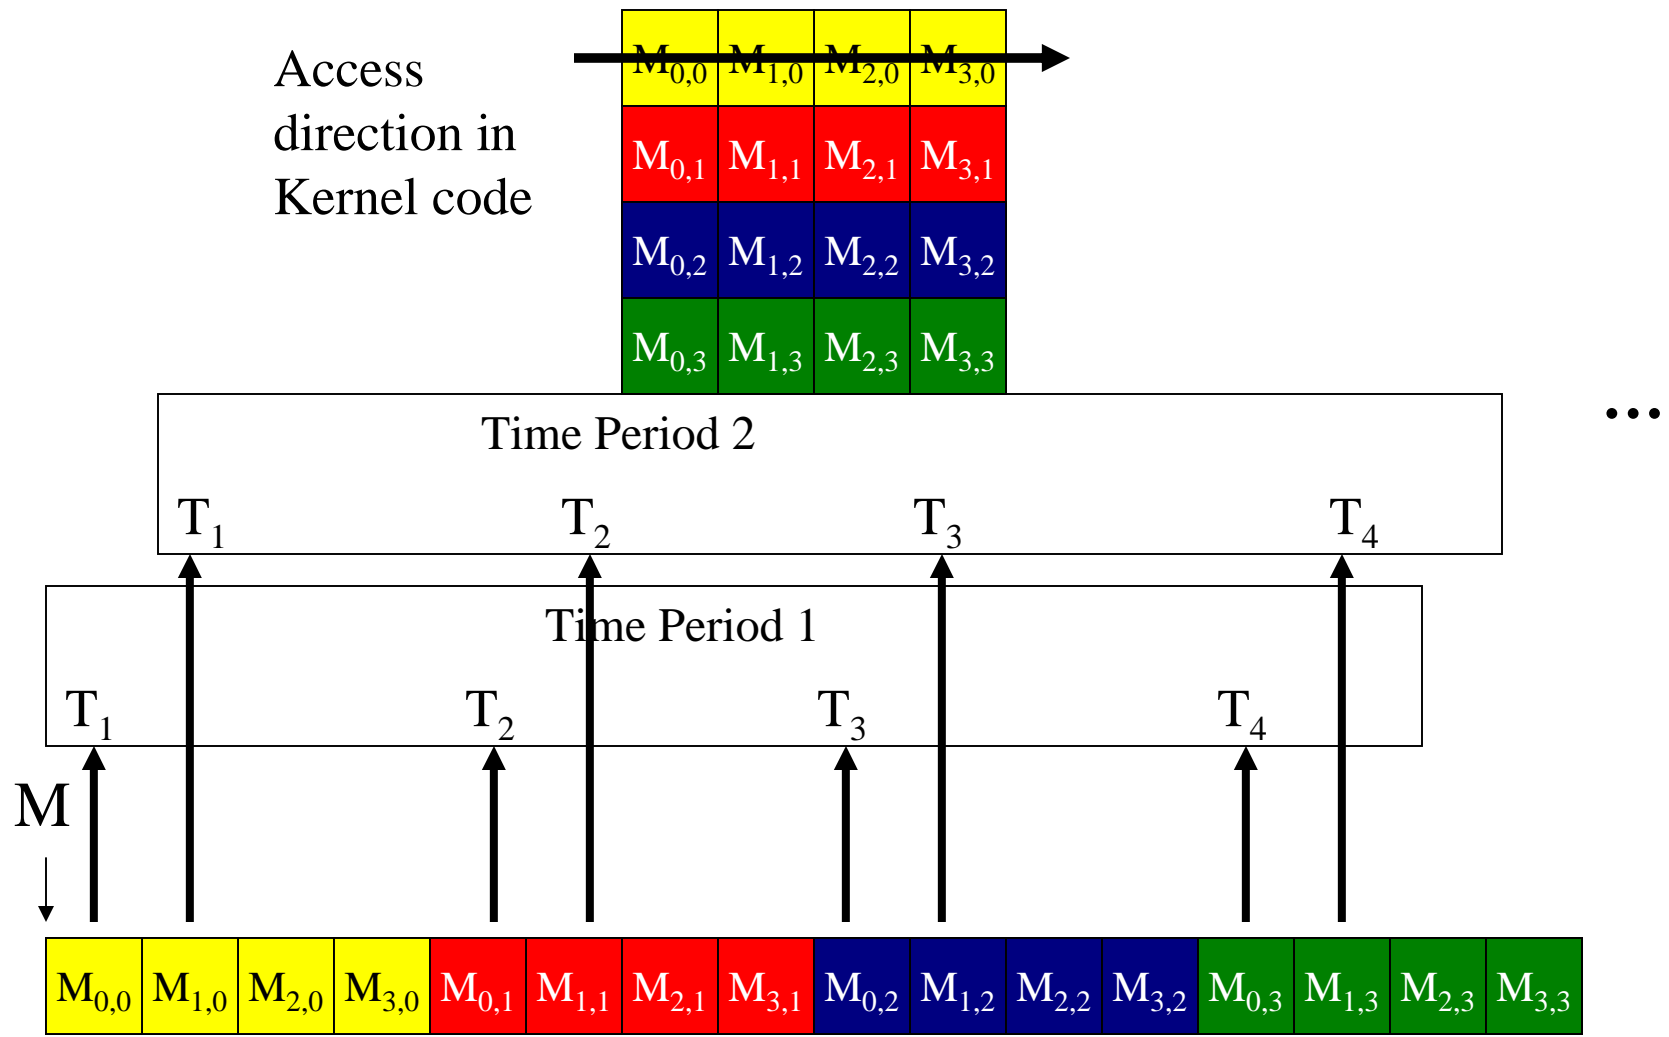 Access
direction in
Kernel code
M0,0 M1,0 M2,0 M3,0
M0,1 M1,1 M2,1 M3,1
M0,2 M1,2 M2,2 M3,2
M0,3 M1,3 M2,3 M3,3
...
Time Period 2
T1 T2 T3 T4
Time Period 1
T1 T2 T3 T4
M
M0,0 M1,0 M2,0 M3,0 M0,1 M1,1 M2,1 M3,1 M0,2 M1,2 M2,2 M3,2 M0,3 M1,3 M2,3 M3,3